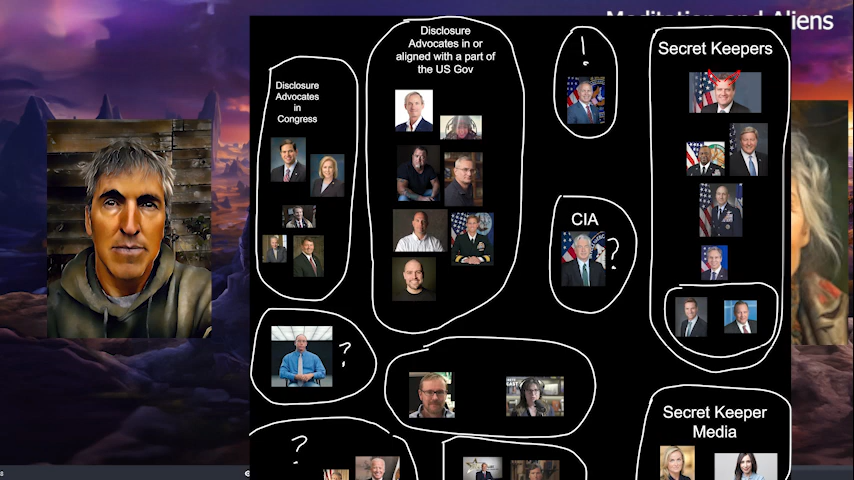 Meditation and Aliens
Disclosure
Advocates in or
aligned with a part of
the US Gov
Disclosure
Advocates
in
Congress
!
Secret Keepers
CIA
?
?
Secret Keeper
Media
?